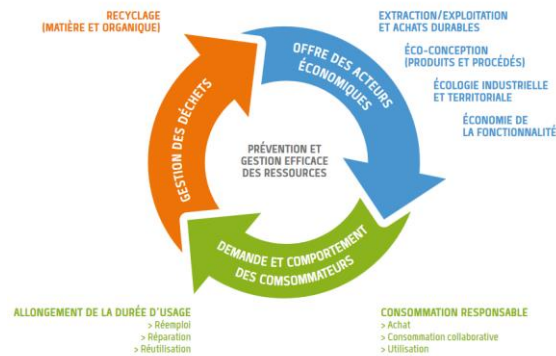 RECYCLAGE
(MATIÈRE ET ORGANIQUE)
EXTRACTION/EXPLOITATION
ET ACHATS DURABLES
ÉCO-CONCEPTION
(PRODUITS ET PROCÉDÉS)
ÉCOLOGIE INDUSTRIELLE
ET TERRITORIALE
ÉCONOMIE DE
LA FONCTIONNALITÉ
OFFRE DES ACTEURS
ÉCONOMIQUES
GESTION DES DÉCHETS
PRÉVENTION ET
GESTION EFFICACE
DES RESSOURCES
DEMANDE ET COMPORTEMENT
DES COMSOMMATEURS
ALLONGEMENT DE LA DURÉE D'USAGE
> Réemploi
> Réparation
> Réutilisation
CONSOMMATION RESPONSABLE
> Achat
> Consommation collaborative
> Utilisation